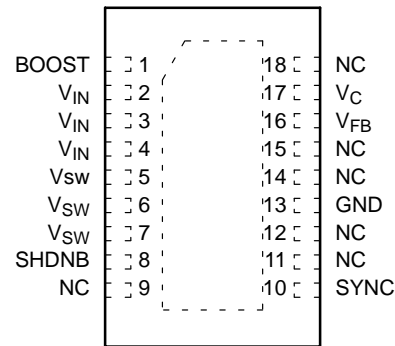 BOOST 1 18 NC
VIN 2 17 VC
VIN 3 16 VFB
VIN 4 15 NC
Vsw 5 14 NC
VSW 6 13 GND
VSW 7 12 NC
SHDNB 8 11 NC
NC 9 10 SYNC